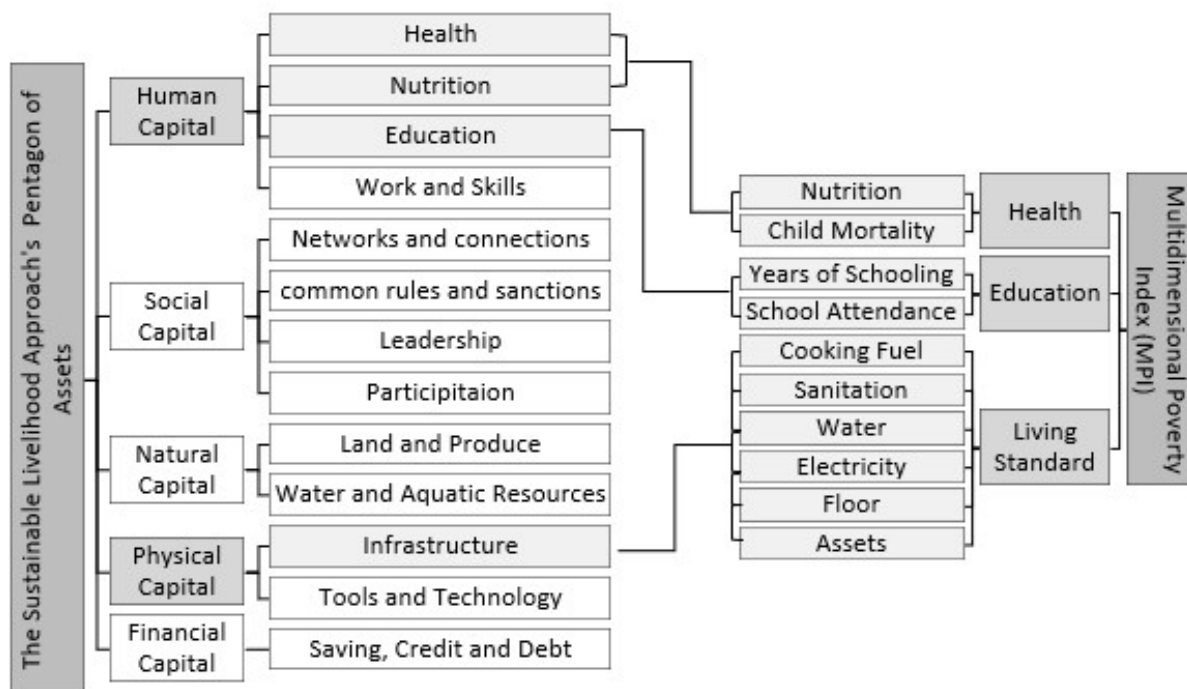 The Sustainable Livelihood Approach's Pentagon of
Assets
Human
Capital
Health
Nutrition
Education
Work and Skills
Social
Capital
Networks and connections
common rules and sanctions
Leadership
Participitaion
Natural
Capital
Land and Produce
Water and Aquatic Resources
Physical
Capital
Infrastructure
Tools and Technology
Financial
Capital
Saving, Credit and Debt
Nutrition
Child Mortality
Health
Years of Schooling
School Attendance
Education
Cooking Fuel
Sanitation
Water
Electricity
Floor
Assets
Living
Standard
Multidimensional Poverty
Index (MPI)